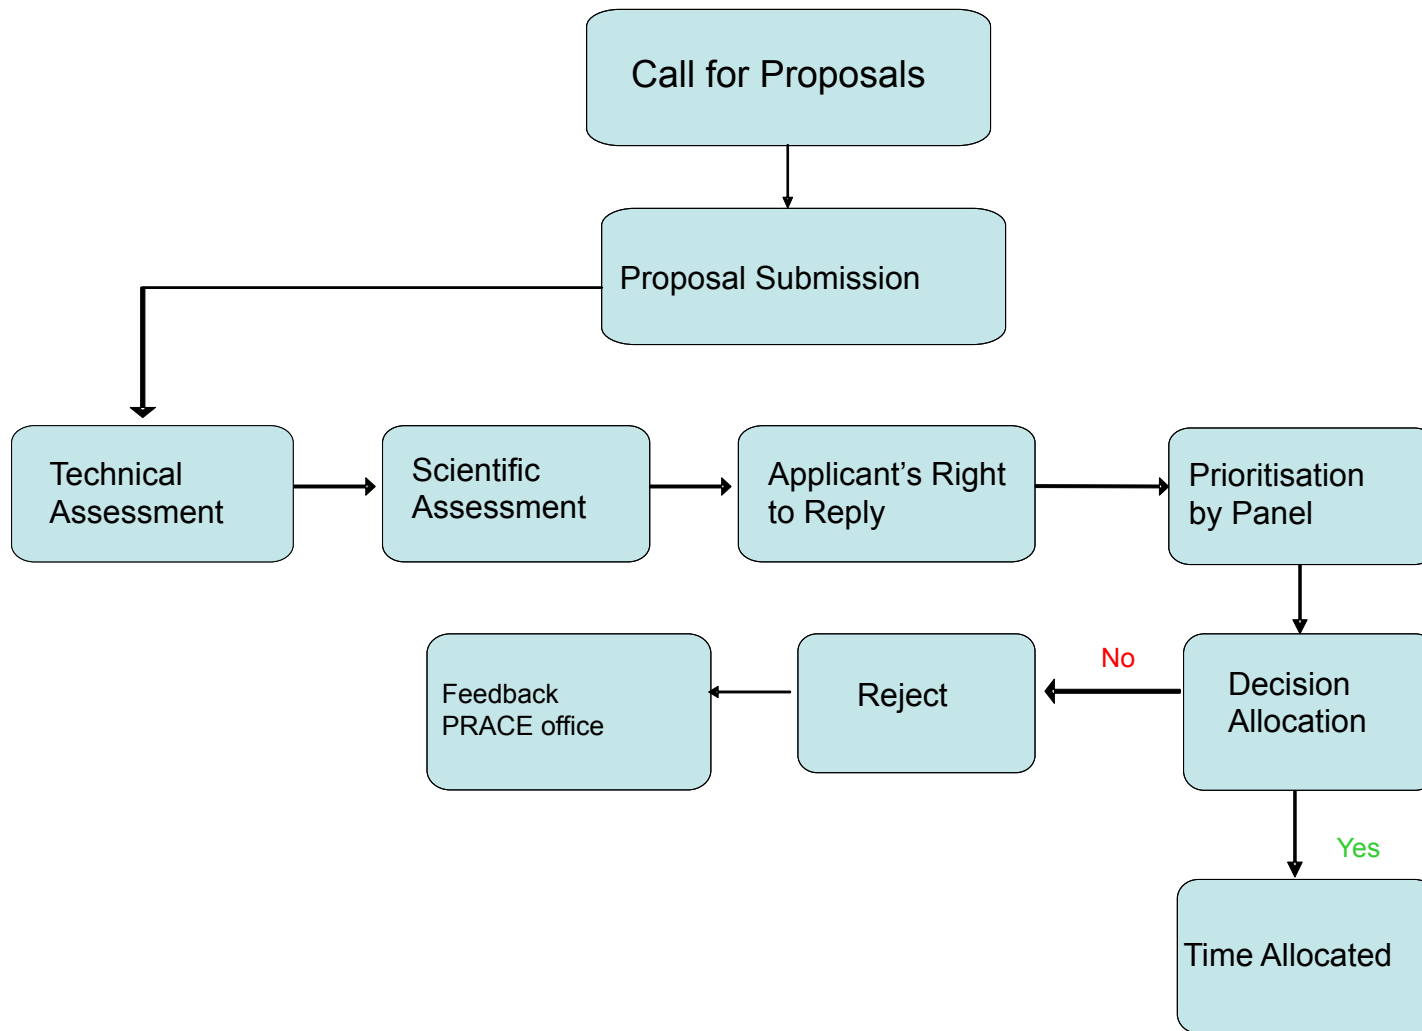 Call for Proposals
Proposal Submission
Technical
Assessment
Scientific
Assessment
Applicant’s Right
to Reply
Prioritisation
by Panel
Feedback
PRACE office
Reject
No
Decision
Allocation
Yes
Time Allocated